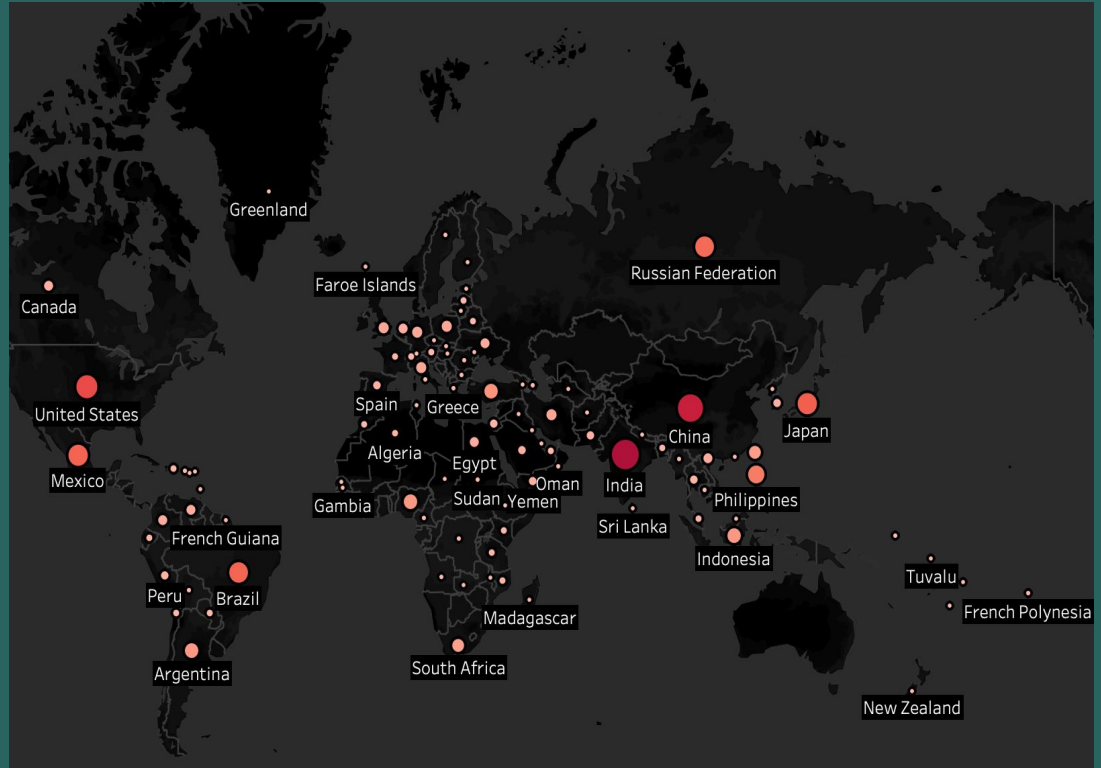 Greenland
Russian Federation
Faroe Islands
Canada
United States
Spain
Greece
China
Japan
Mexico
Algeria
Egypt
Oman
India
Gambia
Sudan
Yemen
Philippines
Sri Lanka
French Guiana
Indonesia
Peru
Brazil
Tuvalu
Madagascar
French Polynesia
Argentina
South Africa
New Zealand